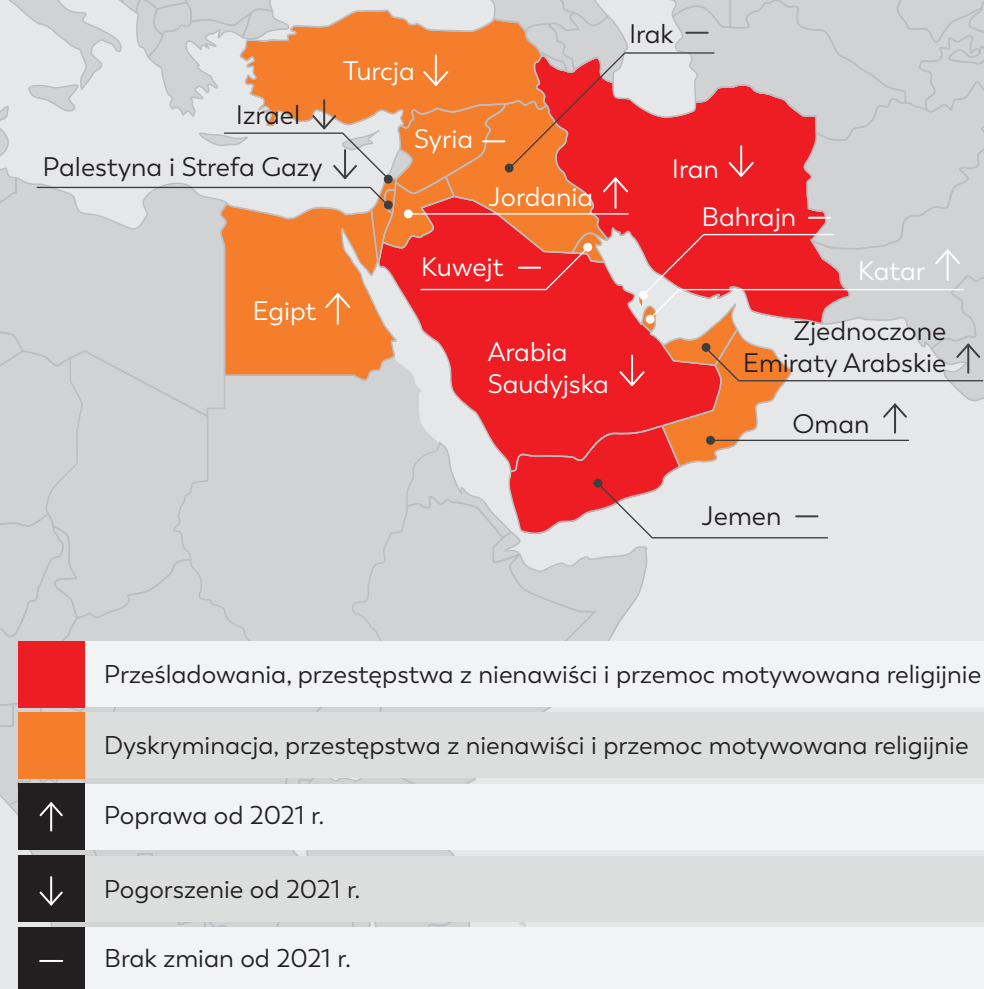 Irak —
Turcja ↓
Izrael ↓
Syria —
Palestyna i Strefa Gazy ↓
Iran ↓
Jordania ↑
Bahrajn —
Kuwejt —
Katar ↑
Egipt ↑
Zjednoczone
Emiraty Arabskie ↑
Arabia
Saudyjska ↓
Oman ↑
Jemen —
Prześladowania, przestępstwa z nienawiści i przemoc motywowana religijnie
Dyskryminacja, przestępstwa z nienawiści i przemoc motywowana religijnie
↑ Poprawa od 2021 r.
↓ Pogorszenie od 2021 r.
— Brak zmian od 2021 r.